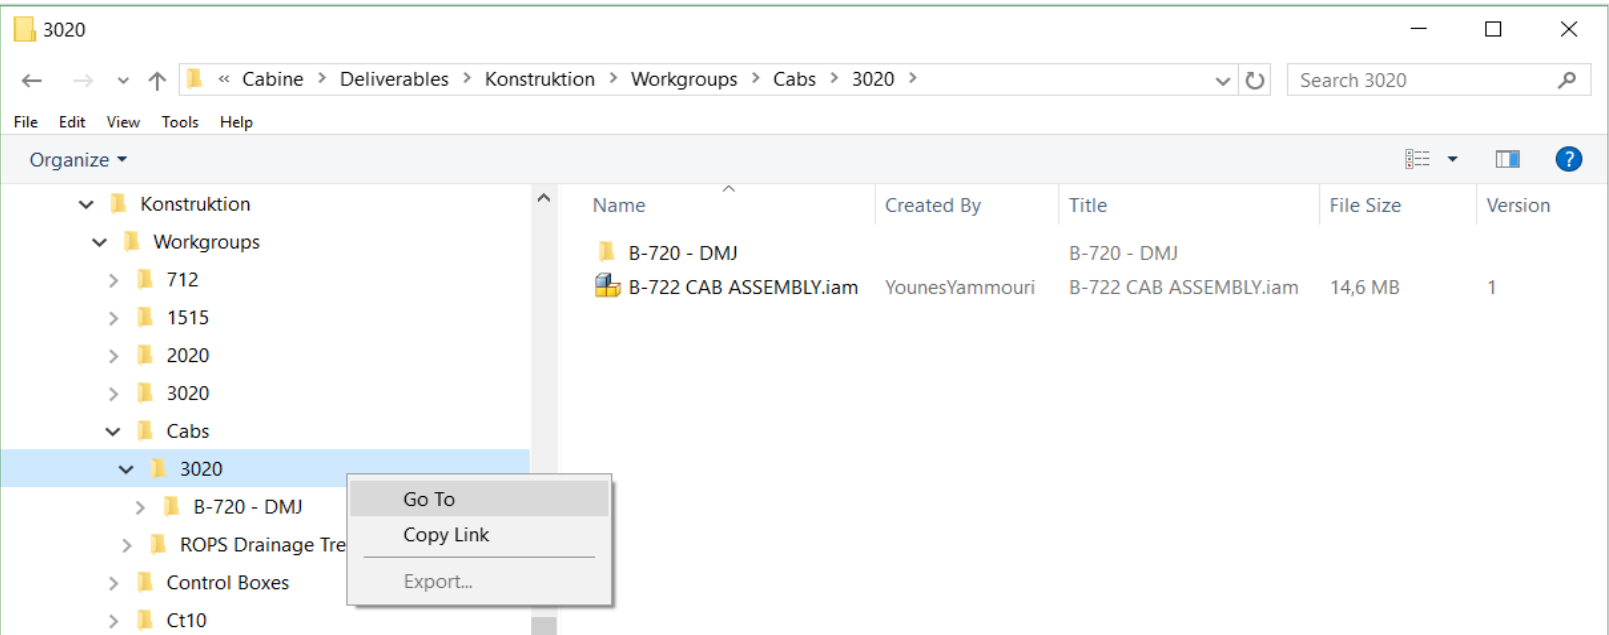 3020
« Cabine > Deliverables > Konstruktion > Workgroups > Cabs > 3020 >
Search 3020
File Edit View Tools Help
Organize
?
Konstruktion
Workgroups
712
1515
2020
3020
Cabs
3020
B-720 - DMJ
ROPS Drainage Tre
Control Boxes
Ct10
Go To
Copy Link
Export...
Name Created By Title File Size Version
B-720 - DMJ B-720 - DMJ
B-722 CAB ASSEMBLY.iam YounesYammouri B-722 CAB ASSEMBLY.iam 14,6 MB 1